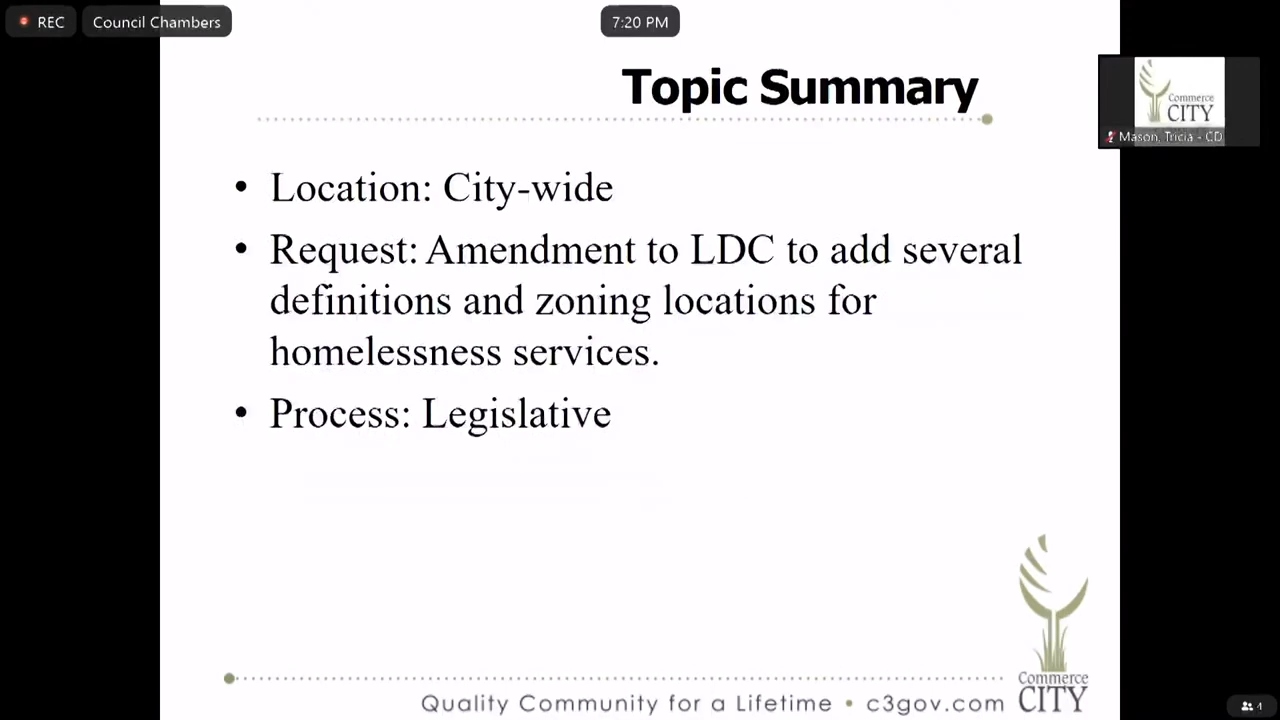 REC
Council Chambers
7:20 PM
Topic Summary
Commerce
CITY
Mason, Tricia - CD
• Location: City-wide
• Request: Amendment to LDC to add several
definitions and zoning locations for
homelessness services.
• Process: Legislative
Commerce
CITY
Quality Community for a Lifetime • c3gov.com
4